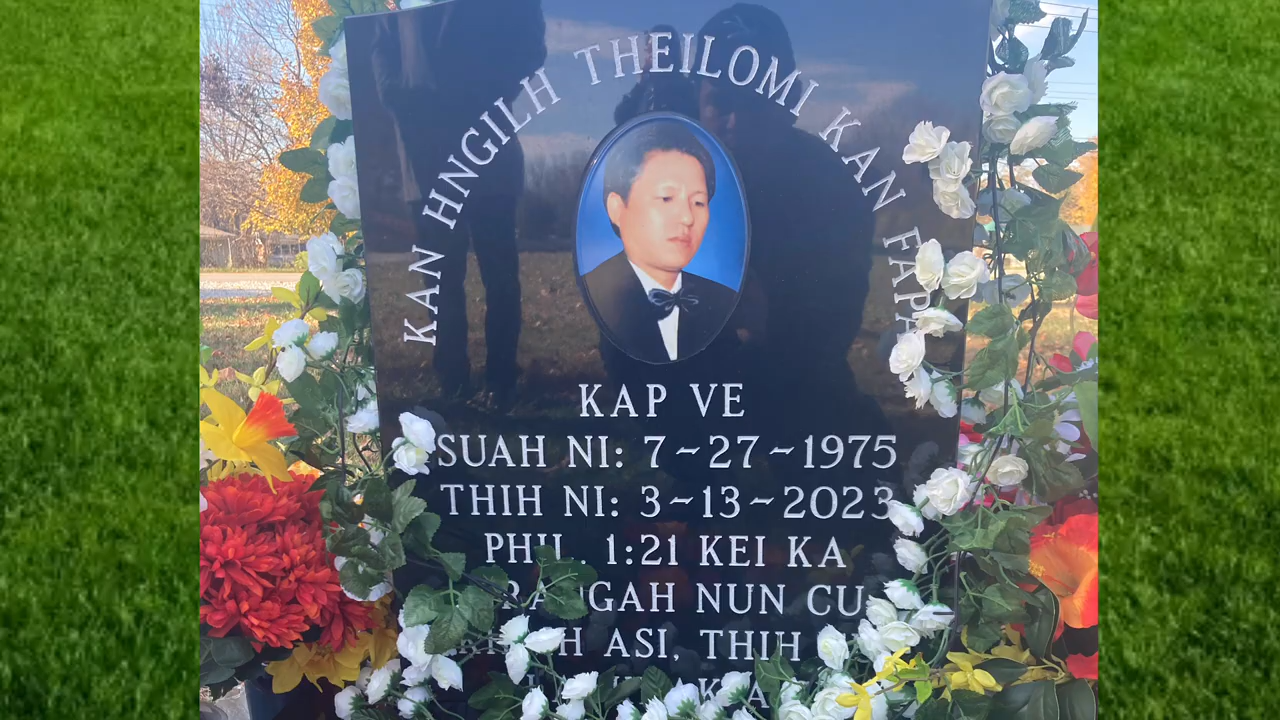 KAN HNGILH THEILOMI KAN FAPA
KAP VE
SUAH NI: 7~27~1975
THIH NI: 3~13~2023
PHIL. 1:21 KEI KA
NUN CU
ASI, THIH